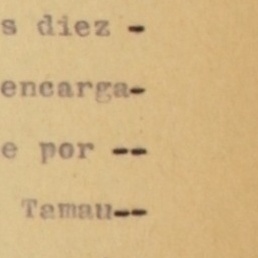 s diez -
encarga-
e por --
Tamau--